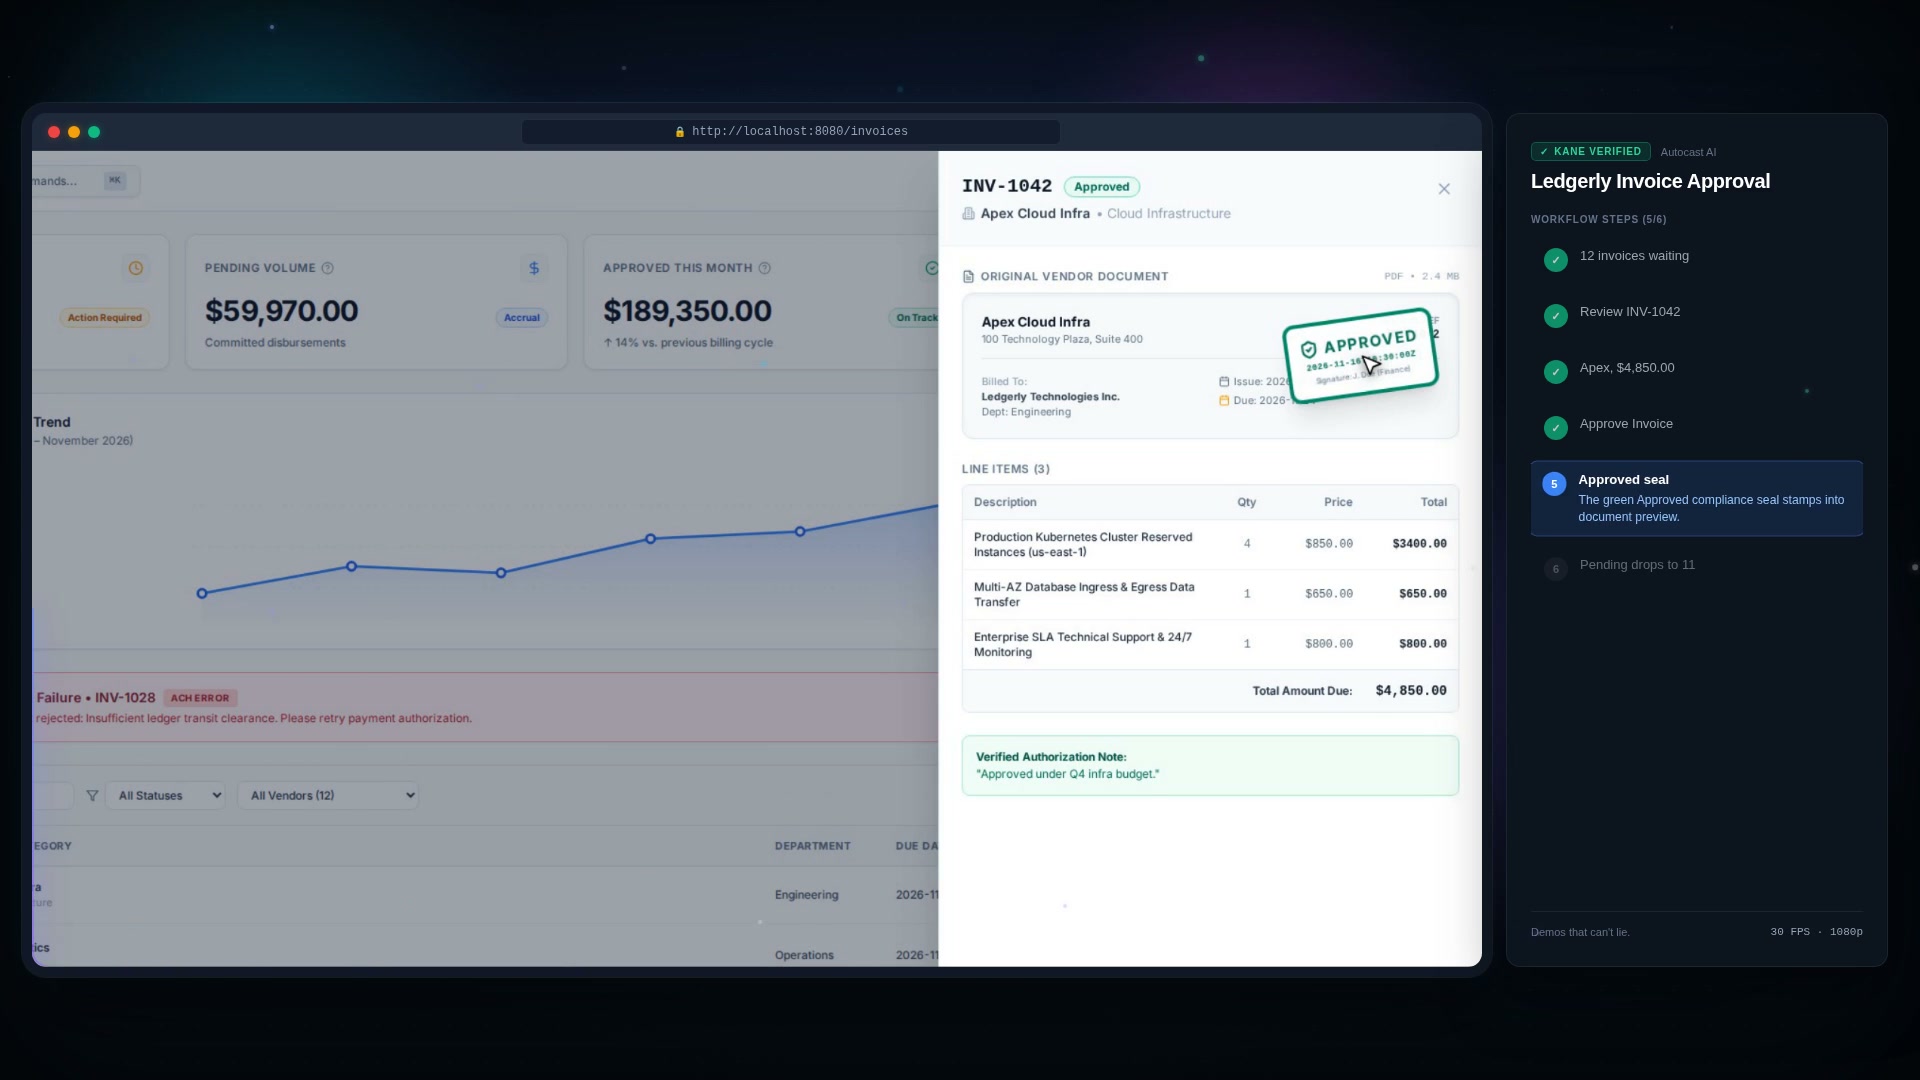 http://localhost:8080/invoices
mands...
⌘K
Action Required
PENDING VOLUME
$59,970.00
Accrual
Committed disbursements
APPROVED THIS MONTH
$189,350.00
On Track
↑ 14% vs. previous billing cycle
Trend
– November 2026)
Failure • INV-1028 ACH ERROR
rejected: Insufficient ledger transit clearance. Please retry payment authorization.
All Statuses
All Vendors (12)
EGORY
DEPARTMENT
DUE DA
ra
ture
Engineering
2026-11
tics
Operations
2026-11
INV-1042 Approved
Apex Cloud Infra • Cloud Infrastructure
ORIGINAL VENDOR DOCUMENT
PDF • 2.4 MB
Apex Cloud Infra
100 Technology Plaza, Suite 400
APPROVED
Billed To:
Ledgerly Technologies Inc.
Dept: Engineering
Issue: 2026
Due: 2026-
LINE ITEMS (3)
Description Qty Price Total
Production Kubernetes Cluster Reserved
Instances (us-east-1)
4 $850.00 $3400.00
Multi-AZ Database Ingress & Egress Data
Transfer
1 $650.00 $650.00
Enterprise SLA Technical Support & 24/7
Monitoring
1 $800.00 $800.00
Total Amount Due: $4,850.00
Verified Authorization Note:
"Approved under Q4 infra budget."
✓ KANE VERIFIED Autocast AI
Ledgerly Invoice Approval
WORKFLOW STEPS (5/6)
✓ 12 invoices waiting
✓ Review INV-1042
✓ Apex, $4,850.00
✓ Approve Invoice
5 Approved seal
The green Approved compliance seal stamps into
document preview.
6 Pending drops to 11
Demos that can't lie.
30 FPS · 1080p